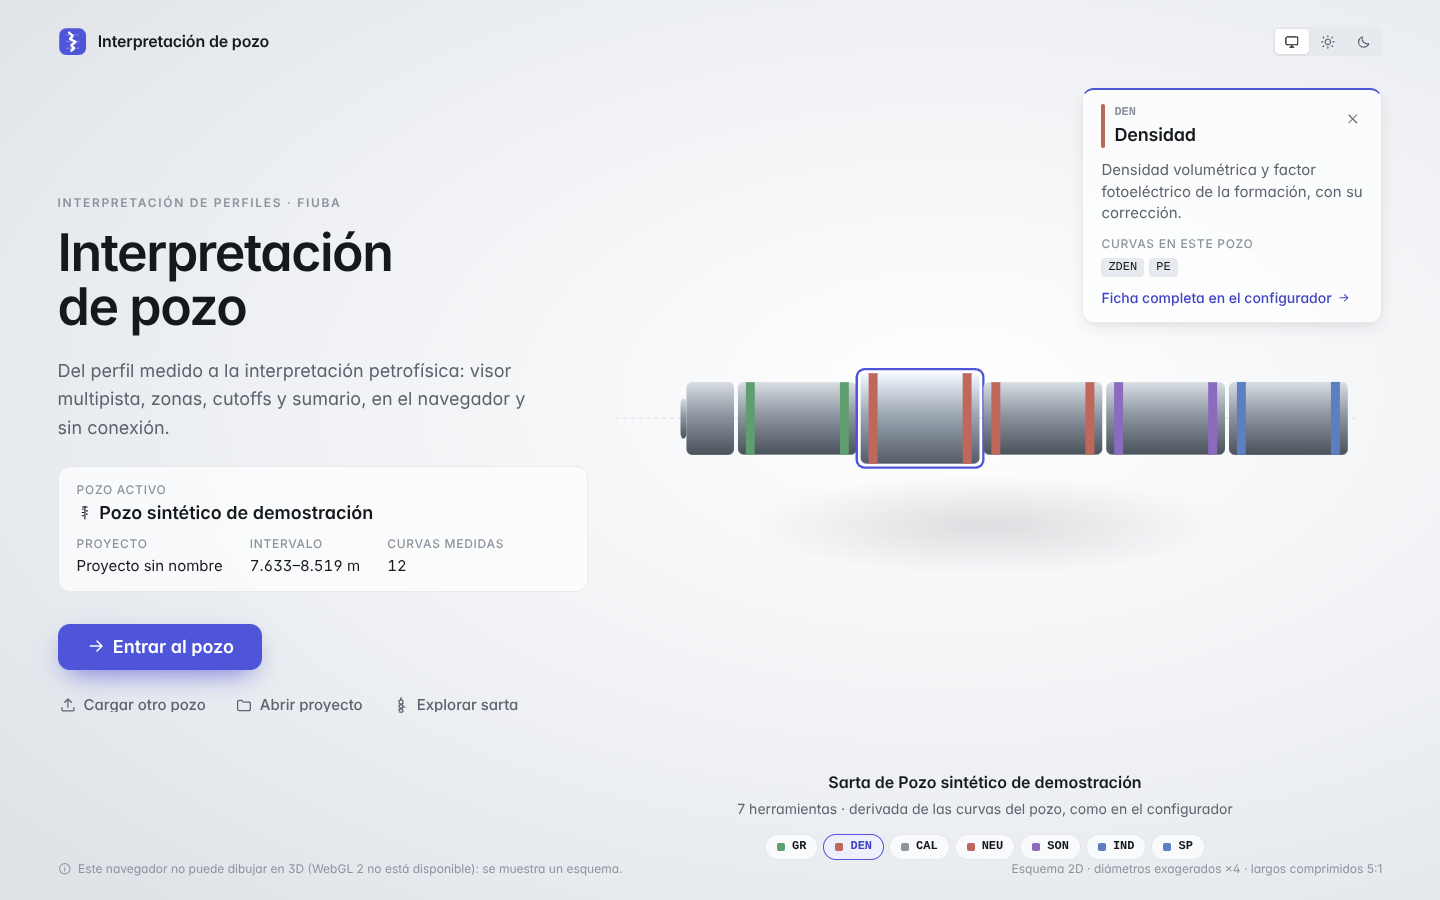 Interpretación de pozo
DEN
Densidad
Densidad volumétrica y factor
fotoeléctrico de la formación, con su
corrección.
CURVAS EN ESTE POZO
ZDEN PE
Ficha completa en el configurador →
INTERPRETACIÓN DE PERFILES · FIUBA
Interpretación
de pozo
Del perfil medido a la interpretación petrofísica: visor
multipista, zonas, cutoffs y sumario, en el navegador y
sin conexión.
POZO ACTIVO
Pozo sintético de demostración
PROYECTO INTERVALO CURVAS MEDIDAS
Proyecto sin nombre 7.633–8.519 m 12
→ Entrar al pozo
Cargar otro pozo Abrir proyecto Explorar sarta
Sarta de Pozo sintético de demostración
7 herramientas · derivada de las curvas del pozo, como en el configurador
GR DEN CAL NEU SON IND SP
Este navegador no puede dibujar en 3D (WebGL 2 no está disponible): se muestra un esquema.
Esquema 2D · diámetros exagerados ×4 · largos comprimidos 5:1